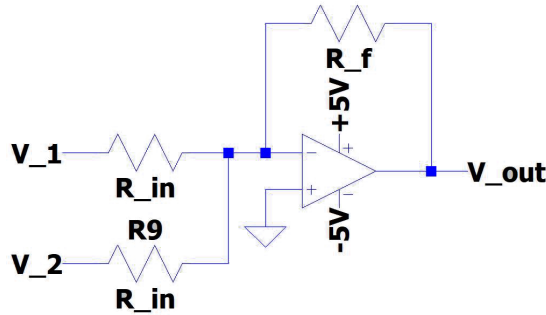 R_f
+5V
V_1
R_in
V_out
-5V
R9
V_2
R_in